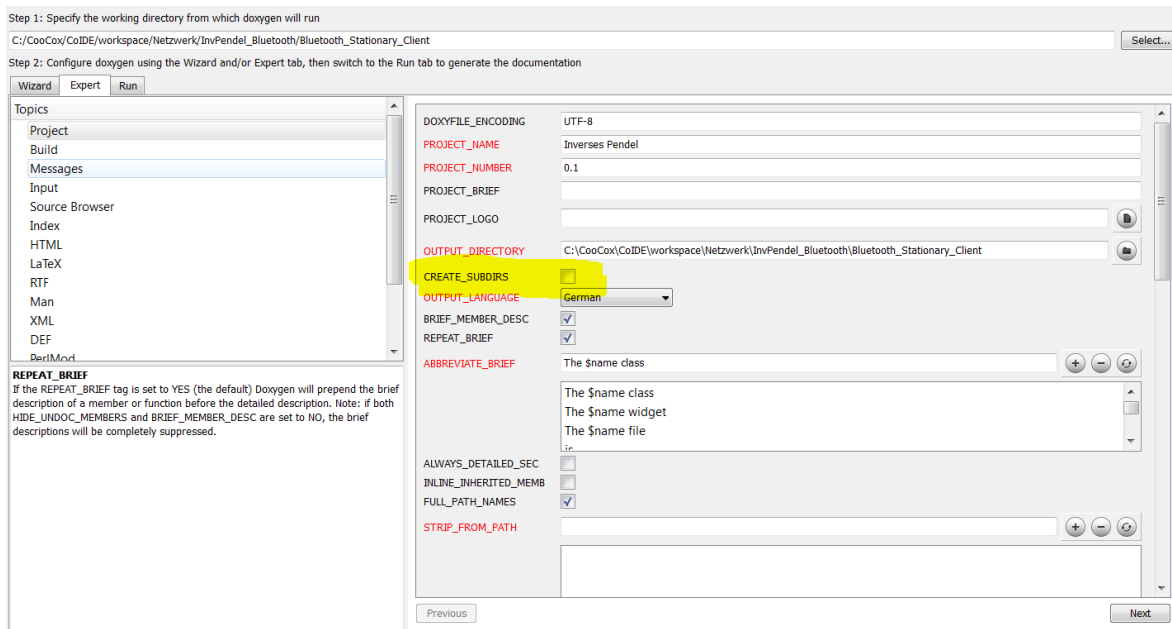 Step 1: Specify the working directory from which doxygen will run
C:/CooCox/CoIDE/workspace/Netzwerk/InvPendel_Bluetooth/Bluetooth_Stationary_Client
Select...
Step 2: Configure doxygen using the Wizard and/or Expert tab, then switch to the Run tab to generate the documentation
Wizard Expert Run
Topics
Project
Build
Messages
Input
Source Browser
Index
HTML
LaTeX
RTF
Man
XML
DEF
PerlMod
REPEAT_BRIEF
If the REPEAT_BRIEF tag is set to YES (the default) Doxygen will prepend the brief
description of a member or function before the detailed description. Note: if both
HIDE_UNDOC_MEMBERS and BRIEF_MEMBER_DESC are set to NO, the brief
descriptions will be completely suppressed.
DOXYFILE_ENCODING UTF-8
PROJECT_NAME Inverses Pendel
PROJECT_NUMBER 0.1
PROJECT_BRIEF
PROJECT_LOGO
OUTPUT_DIRECTORY C:\CooCox\CoIDE\workspace\Netzwerk\InvPendel_Bluetooth\Bluetooth_Stationary_Client
CREATE_SUBDIRS
OUTPUT_LANGUAGE German
BRIEF_MEMBER_DESC
REPEAT_BRIEF
ABBREVIATE_BRIEF The $name class
The $name class
The $name widget
The $name file
is
ALWAYS_DETAILED_SEC
INLINE_INHERITED_MEMB
FULL_PATH_NAMES
STRIP_FROM_PATH
Previous Next